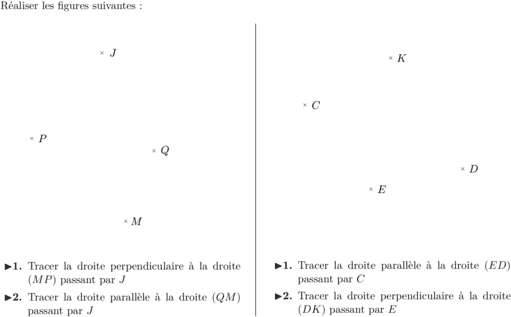 Réaliser les figures suivantes :
J
P
Q
M
▶1. Tracer la droite perpendiculaire à la droite
(MP) passant par J
▶2. Tracer la droite parallèle à la droite (QM)
passant par J
K
C
D
E
▶1. Tracer la droite parallèle à la droite (ED)
passant par C
▶2. Tracer la droite perpendiculaire à la droite
(DK) passant par E